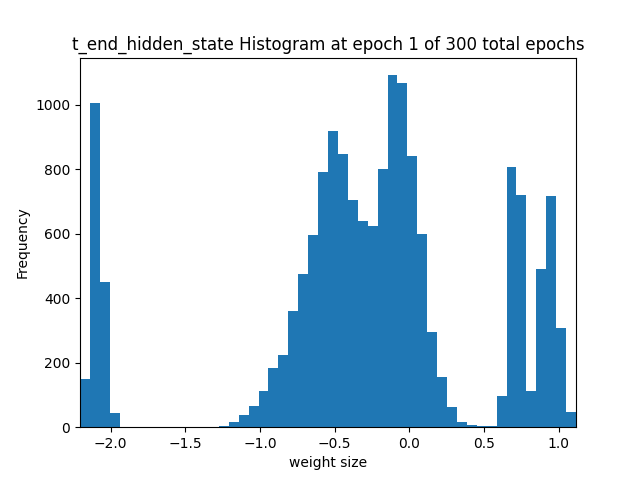 t_end_hidden_state Histogram at epoch 1 of 300 total epochs
1000
800
600
400
200
0
Frequency
−2.0 −1.5 −1.0 −0.5 0.0 0.5 1.0
weight size